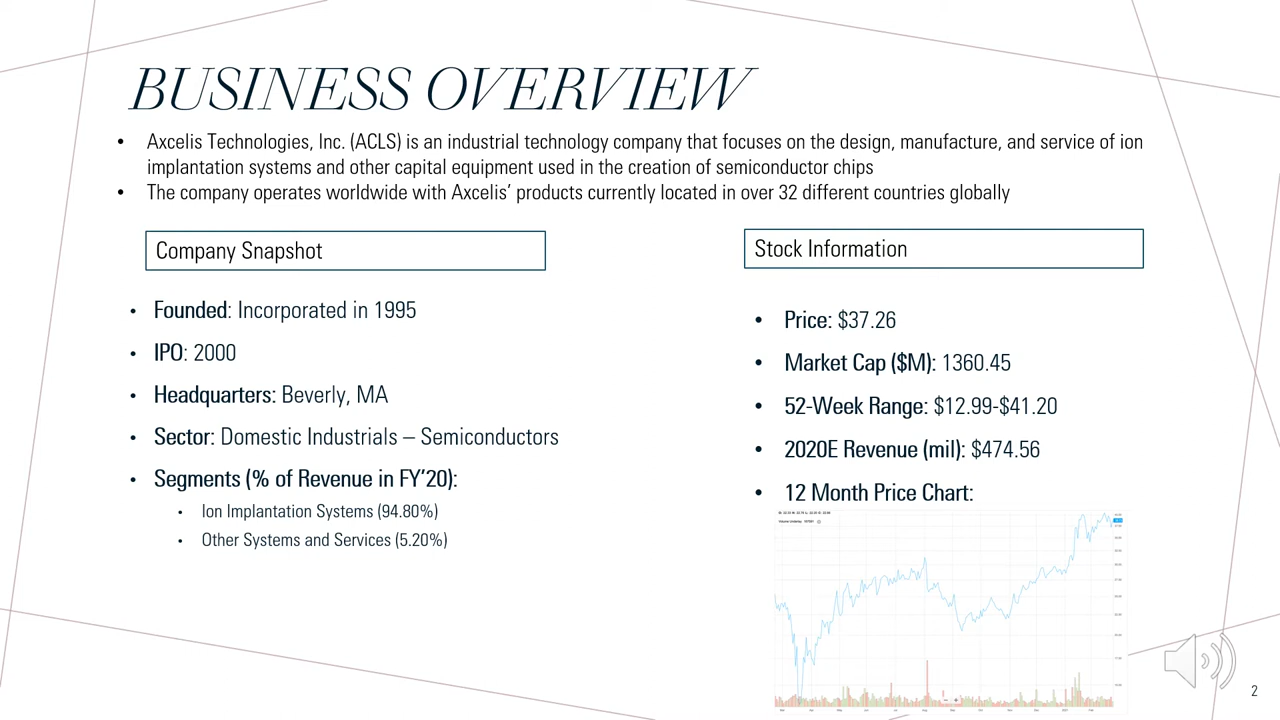 BUSINESS OVERVIEW
• Axcelis Technologies, Inc. (ACLS) is an industrial technology company that focuses on the design, manufacture, and service of ion
implantation systems and other capital equipment used in the creation of semiconductor chips
• The company operates worldwide with Axcelis’ products currently located in over 32 different countries globally
Company Snapshot
• Founded: Incorporated in 1995
• IPO: 2000
• Headquarters: Beverly, MA
• Sector: Domestic Industrials – Semiconductors
• Segments (% of Revenue in FY’20):
• Ion Implantation Systems (94.80%)
• Other Systems and Services (5.20%)
Stock Information
• Price: $37.26
• Market Cap ($M): 1360.45
• 52-Week Range: $12.99-$41.20
• 2020E Revenue (mil): $474.56
• 12 Month Price Chart:
2